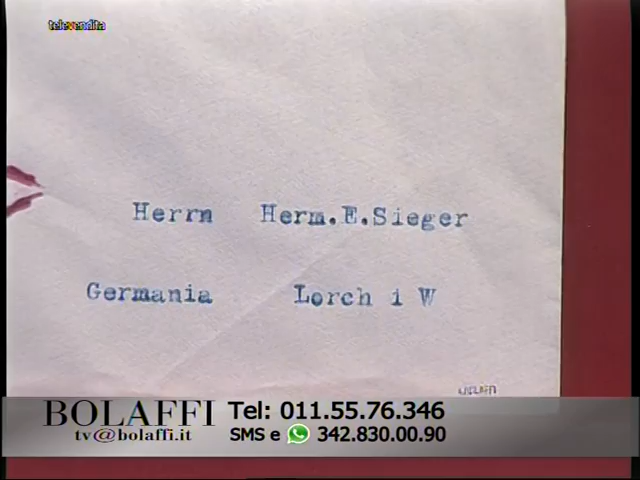 televendita
Herrn Herm.E.Sieger
Germania Lorch i W
BOLAFFI
tv@bolaffi.it
Tel: 011.55.76.346
SMS e 342.830.00.90